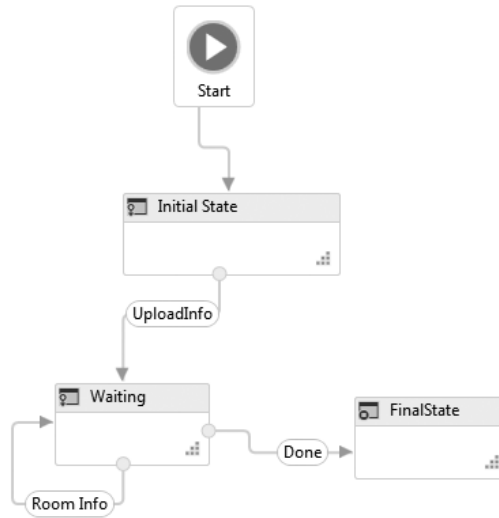 Start
Initial State
UploadInfo
Waiting
FinalState
Done
Room Info